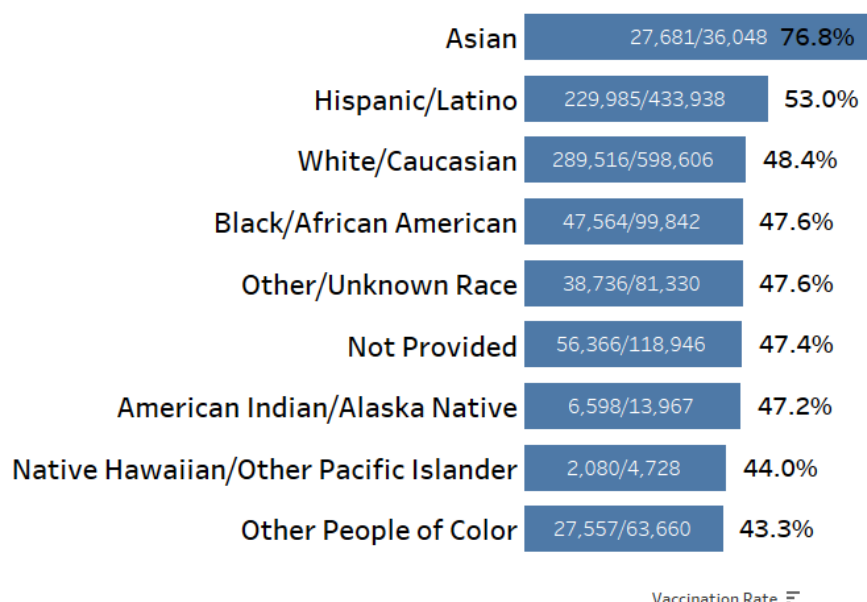 Asian 27,681/36,048 76.8%
Hispanic/Latino 229,985/433,938 53.0%
White/Caucasian 289,516/598,606 48.4%
Black/African American 47,564/99,842 47.6%
Other/Unknown Race 38,736/81,330 47.6%
Not Provided 56,366/118,946 47.4%
American Indian/Alaska Native 6,598/13,967 47.2%
Native Hawaiian/Other Pacific Islander 2,080/4,728 44.0%
Other People of Color 27,557/63,660 43.3%
Vaccination Rate